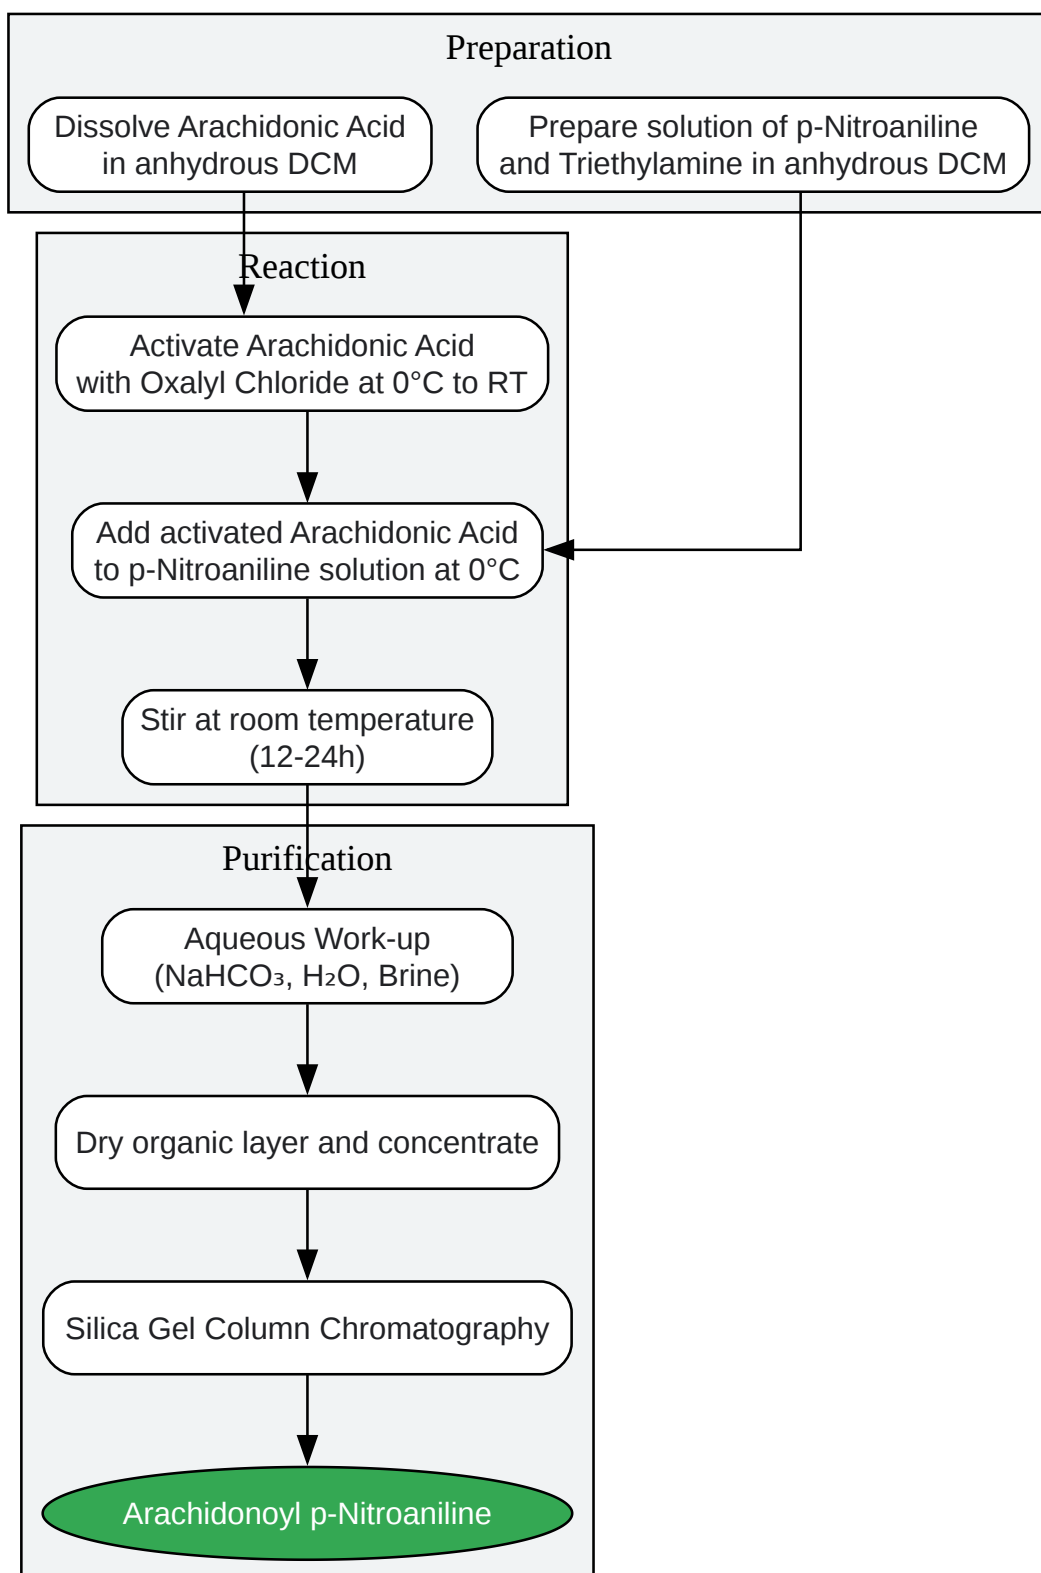 Preparation
Dissolve Arachidonic Acid
in anhydrous DCM
Prepare solution of p-Nitroaniline
and Triethylamine in anhydrous DCM
Reaction
Activate Arachidonic Acid
with Oxalyl Chloride at 0°C to RT
Add activated Arachidonic Acid
to p-Nitroaniline solution at 0°C
Stir at room temperature
(12-24h)
Purification
Aqueous Work-up
(NaHCO₃, H₂O, Brine)
Dry organic layer and concentrate
Silica Gel Column Chromatography
Arachidonoyl p-Nitroaniline